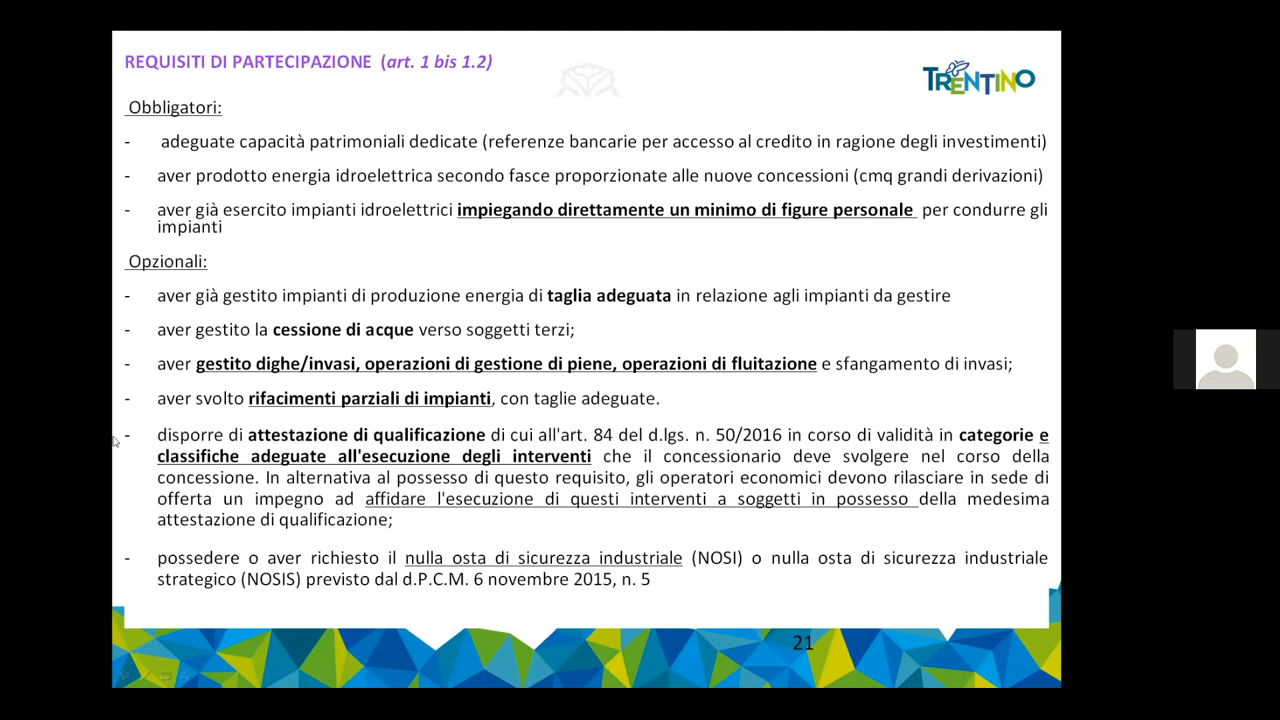 REQUISITI DI PARTECIPAZIONE (art. 1 bis 1.2)
TRENTINO
Obbligatori:
- adeguate capacità patrimoniali dedicate (referenze bancarie per accesso al credito in ragione degli investimenti)
- aver prodotto energia idroelettrica secondo fasce proporzionate alle nuove concessioni (cmq grandi derivazioni)
- aver già esercito impianti idroelettrici impiegando direttamente un minimo di figure personale per condurre gli
impianti
Opzionali:
- aver già gestito impianti di produzione energia di taglia adeguata in relazione agli impianti da gestire
- aver gestito la cessione di acque verso soggetti terzi;
- aver gestito dighe/invasi, operazioni di gestione di piene, operazioni di fluitazione e sfangamento di invasi;
- aver svolto rifacimenti parziali di impianti, con taglie adeguate.
- disporre di attestazione di qualificazione di cui all'art. 84 del d.lgs. n. 50/2016 in corso di validità in categorie e
classifiche adeguate all'esecuzione degli interventi che il concessionario deve svolgere nel corso della
concessione. In alternativa al possesso di questo requisito, gli operatori economici devono rilasciare in sede di
offerta un impegno ad affidare l'esecuzione di questi interventi a soggetti in possesso della medesima
attestazione di qualificazione;
- possedere o aver richiesto il nulla osta di sicurezza industriale (NOSI) o nulla osta di sicurezza industriale
strategico (NOSIS) previsto dal d.P.C.M. 6 novembre 2015, n. 5
21